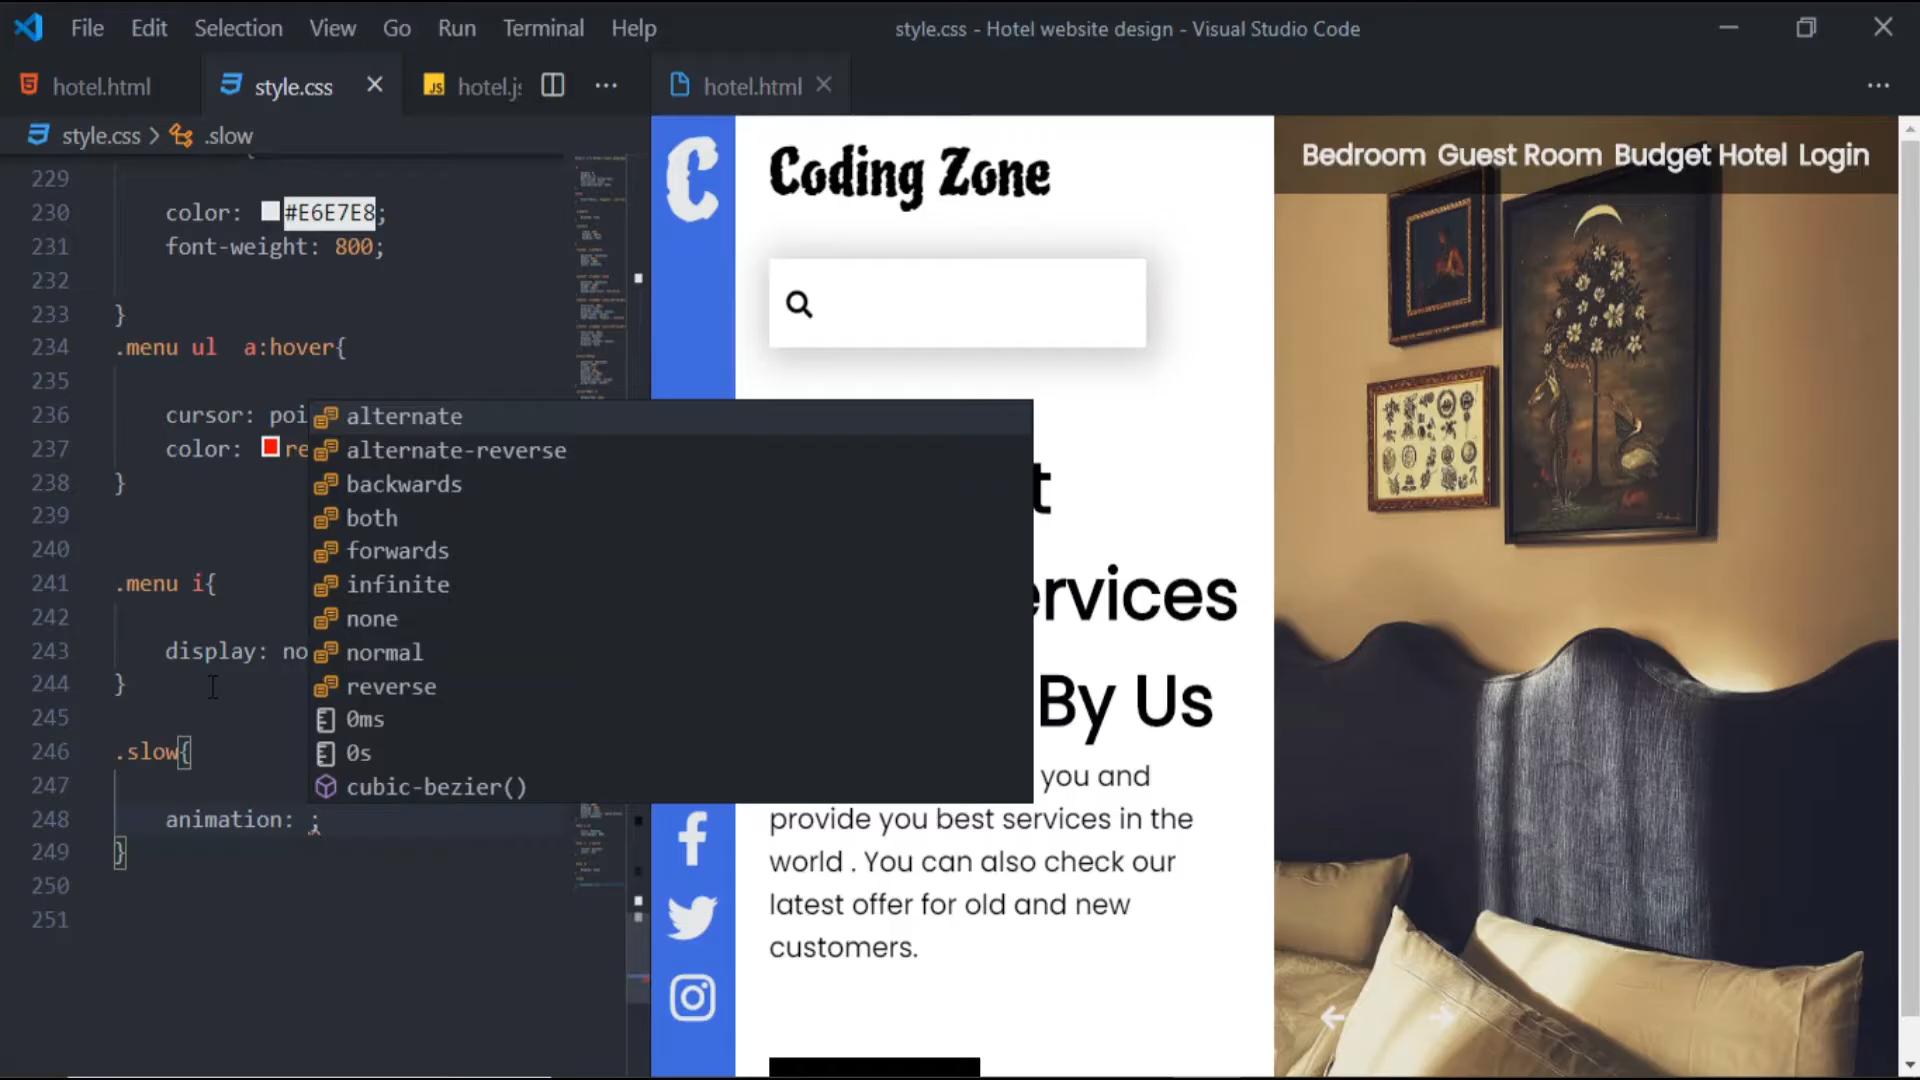 File Edit Selection View Go Run Terminal Help
style.css - Hotel website design - Visual Studio Code
hotel.html
style.css
JS hotel.js
hotel.html
style.css > .slow
229
230 color: #E6E7E8;
231 font-weight: 800;
232
233 }
234 .menu ul a:hover{
235
236 cursor: poi
237 color: re
238 }
239
240
241 .menu i{
242
243 display: no
244 }
245
246 .slow{
247
248 animation: ;
249 }
250
251
alternate
alternate-reverse
backwards
both
forwards
infinite
none
normal
reverse
0ms
0s
cubic-bezier()
C
Coding Zone
Bedroom Guest Room Budget Hotel Login
t
ervices
By Us
you and
provide you best services in the
world . You can also check our
latest offer for old and new
customers.